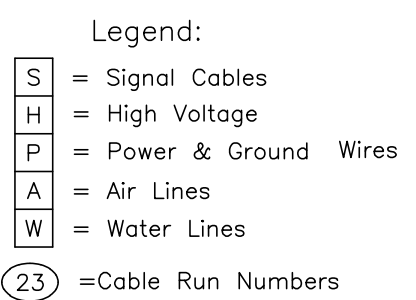 Legend:
S = Signal Cables
H = High Voltage
P = Power & Ground Wires
A = Air Lines
W = Water Lines
23 =Cable Run Numbers